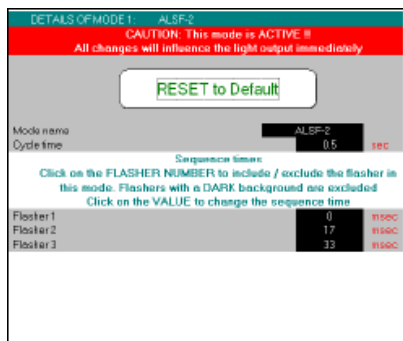 DETAILS OF MODE 1: ALSF-2
CAUTION: This mode is ACTIVE !!
All changes will influence the light output immediately
RESET to Default
Mode name ALSF-2
Cycle time 0.5 sec
Sequence times
Click on the FLASHER NUMBER to include / exclude the flasher in
this mode. Flashers with a DARK background are excluded
Click on the VALUE to change the sequence time
Flasher 1 0 msec
Flasher 2 17 msec
Flasher 3 33 msec